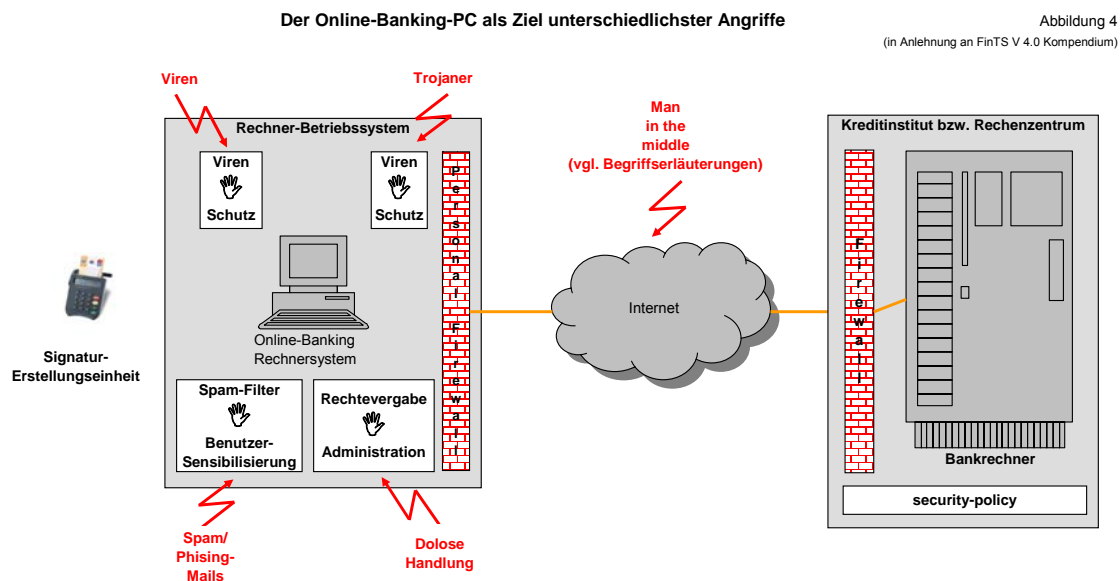 Der Online-Banking-PC als Ziel unterschiedlichster Angriffe
Abbildung 4
(in Anlehnung an FinTS V 4.0 Kompendium)
Viren
Trojaner
Man
in the
middle
(vgl. Begriffserläuterungen)
Rechner-Betriebssystem
Viren
Schutz
Viren
Schutz
Personal Firewall
Online-Banking
Rechnersystem
Signatur-
Erstellungseinheit
Spam-Filter
Benutzer-
Sensibilisierung
Rechtevergabe
Administration
Spam/
Phising-
Mails
Dolose
Handlung
Internet
Kreditinstitut bzw. Rechenzentrum
Firewall
Bankrechner
security-policy